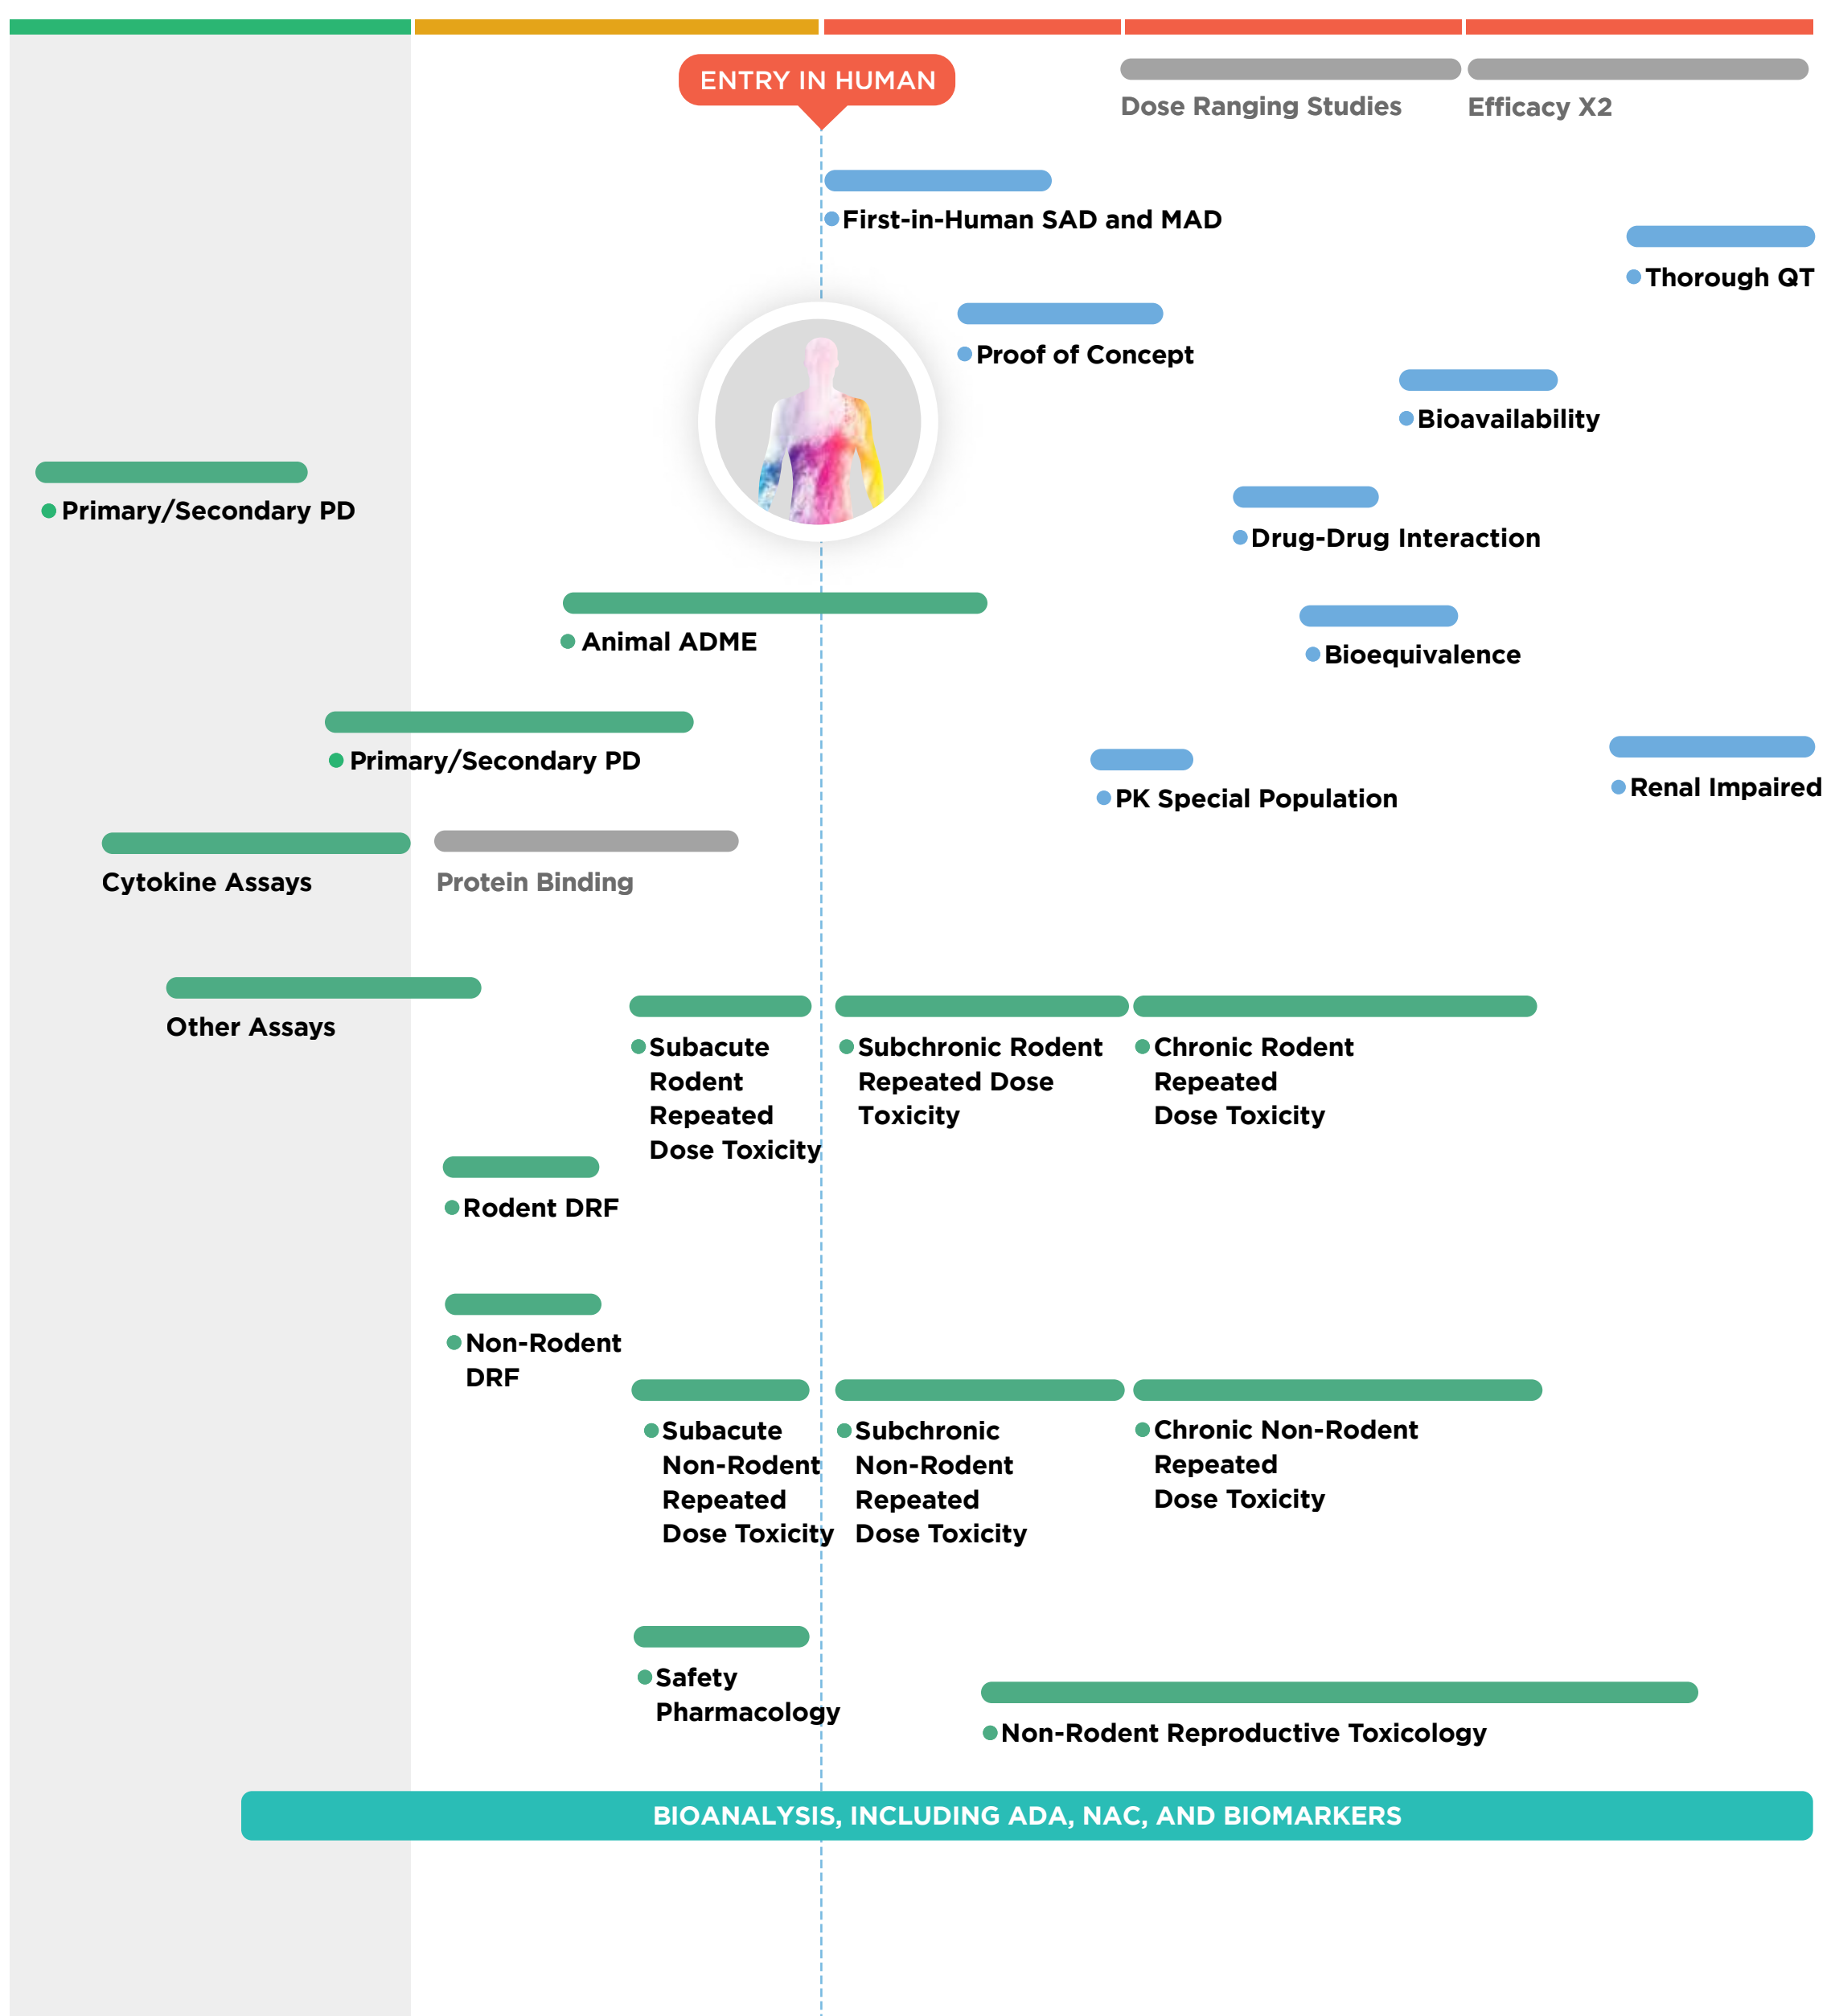 ENTRY IN HUMAN
Dose Ranging Studies
Efficacy X2
First-in-Human SAD and MAD
Thorough QT
Proof of Concept
Bioavailability
Primary/Secondary PD
Drug-Drug Interaction
Animal ADME
Bioequivalence
Primary/Secondary PD
PK Special Population
Renal Impaired
Cytokine Assays
Protein Binding
Other Assays
Subacute
Rodent
Repeated
Dose Toxicity
Subchronic Rodent
Repeated Dose
Toxicity
Chronic Rodent
Repeated
Dose Toxicity
Rodent DRF
Non-Rodent
DRF
Subacute
Non-Rodent
Repeated
Dose Toxicity
Subchronic
Non-Rodent
Repeated
Dose Toxicity
Chronic Non-Rodent
Repeated
Dose Toxicity
Safety
Pharmacology
Non-Rodent Reproductive Toxicology
BIOANALYSIS, INCLUDING ADA, NAC, AND BIOMARKERS